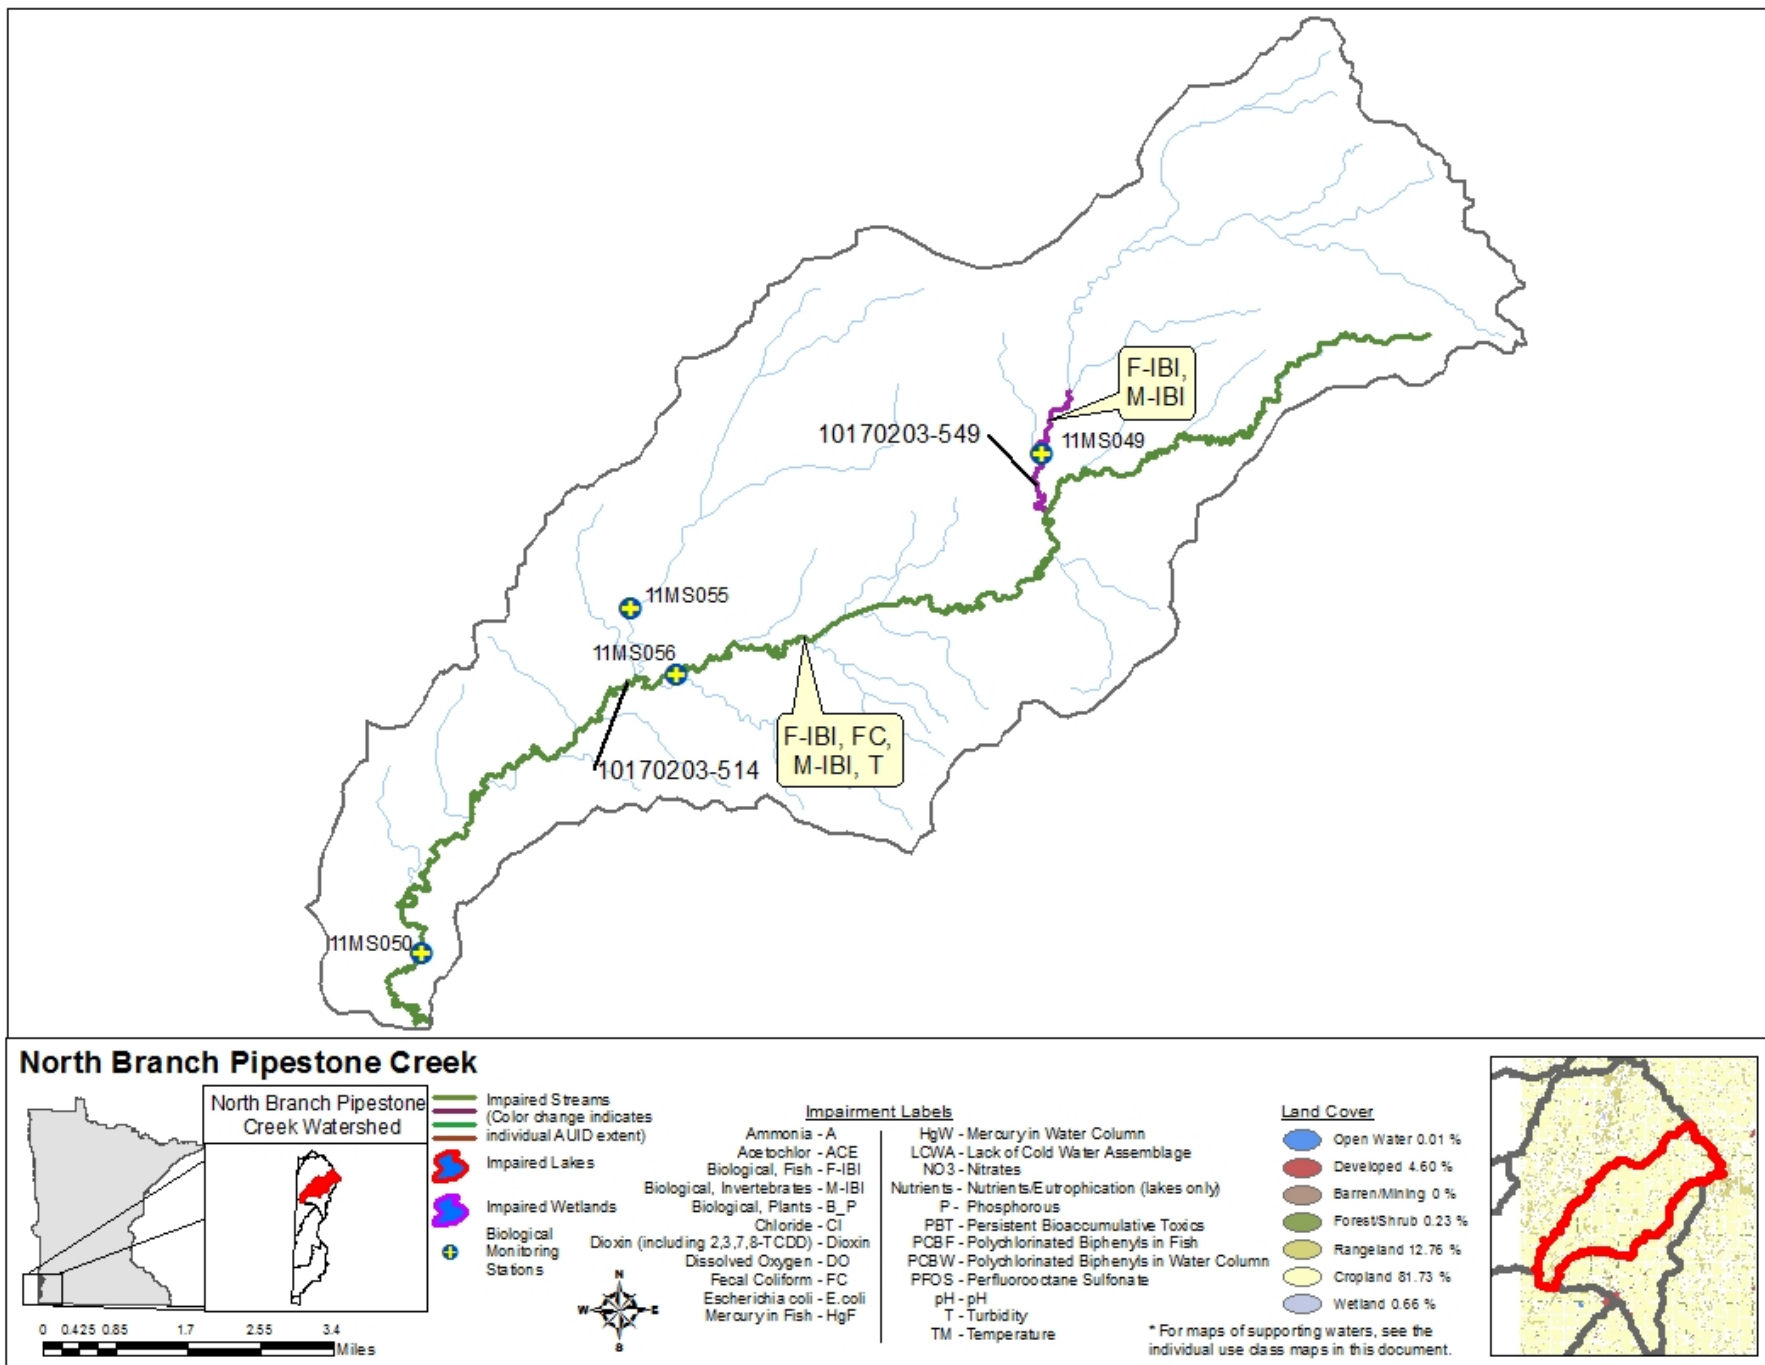 F-IBI,
M-IBI
10170203-549
11MS049
11MS055
11MS056
F-IBI, FC,
M-IBI, T
10170203-514
11MS050
North Branch Pipestone Creek
North Branch Pipestone
Creek Watershed
0 0.425 0.85 1.7 2.55 3.4
Miles
Impaired Streams
(Color change indicates
individual AUID extent)
Impaired Lakes
Impaired Wetlands
Biological
Monitoring
Stations
N
W E
S
Impairment Labels
Ammonia - A
Acetochlor - ACE
Biological, Fish - F-IBI
Biological, Invertebrates - M-IBI
Biological, Plants - B_P
Chloride - Cl
Dioxin (including 2,3,7,8-TCDD) - Dioxin
Dissolved Oxygen - DO
Fecal Coliform - FC
Escherichia coli - E.coli
Mercury in Fish - HgF
HgW - Mercury in Water Column
LCWA - Lack of Cold Water Assemblage
NO3 - Nitrates
Nutrients - Nutrients/Eutrophication (lakes only)
P - Phosphorous
PBT - Persistent Bioaccumulative Toxics
PCBF - Polychlorinated Biphenyls in Fish
PCBW - Polychlorinated Biphenyls in Water Column
PFOS - Perfluorooctane Sulfonate
pH - pH
T - Turbidity
TM - Temperature
Land Cover
Open Water 0.01 %
Developed 4.60 %
Barren/Mining 0 %
Forest/Shrub 0.23 %
Rangeland 12.76 %
Cropland 81.73 %
Wetland 0.66 %
* For maps of supporting waters, see the
individual use class maps in this document.